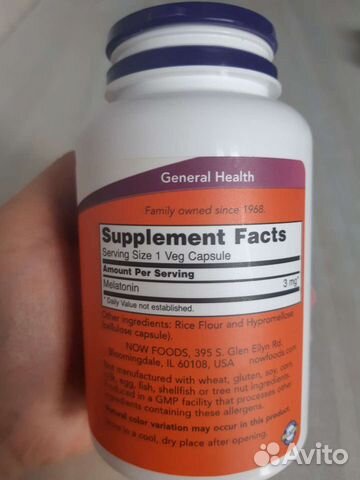 General Health
Family owned since 1968.
Supplement Facts
Serving Size 1 Veg Capsule
Amount Per Serving
Melatonin 3 mg*
* Daily Value not established.
Other ingredients: Rice Flour and Hypromellose
(cellulose capsule).
NOW FOODS, 395 S. Glen Ellyn Rd.
Bloomingdale, IL 60108, USA nowfoods.com
Not manufactured with wheat, gluten, soy, corn,
milk, egg, fish, shellfish or tree nut ingredients.
Produced in a GMP facility that processes other
ingredients containing these allergens.
Natural color variation may occur in this product.
Store in a cool, dry place after opening.
Avito